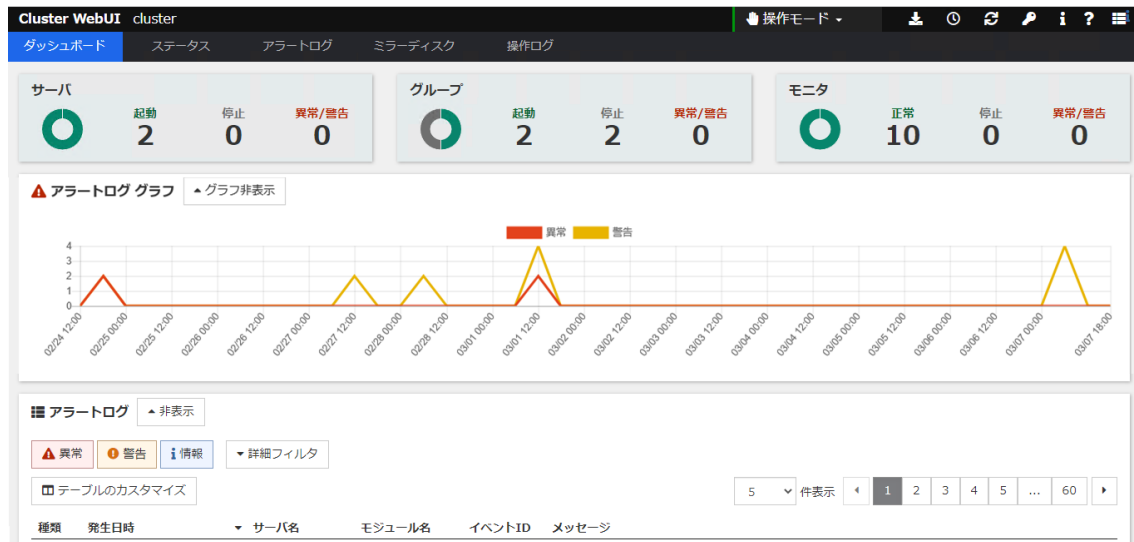 Cluster WebUI cluster 操作モード
ダッシュボード ステータス アラートログ ミラーディスク 操作ログ
サーバ グループ モニタ
起動 停止 異常/警告 起動 停止 異常/警告 正常 停止 異常/警告
2 0 0 2 2 0 10 0 0
アラートログ グラフ グラフ非表示
異常 警告
4
3
2
1
0
02/24 12:00 02/25 00:00 02/25 12:00 02/26 00:00 02/26 12:00 02/27 00:00 02/27 12:00 02/28 00:00 02/28 12:00 03/01 00:00 03/01 12:00 03/02 00:00 03/02 12:00 03/03 00:00 03/03 12:00 03/04 00:00 03/04 12:00 03/05 00:00 03/05 12:00 03/06 00:00 03/06 12:00 03/07 00:00 03/07 18:00
アラートログ 非表示
異常 警告 情報 詳細フィルタ
テーブルのカスタマイズ 5 件表示 1 2 3 4 5 ... 60
種類 発生日時 サーバ名 モジュール名 イベントID メッセージ